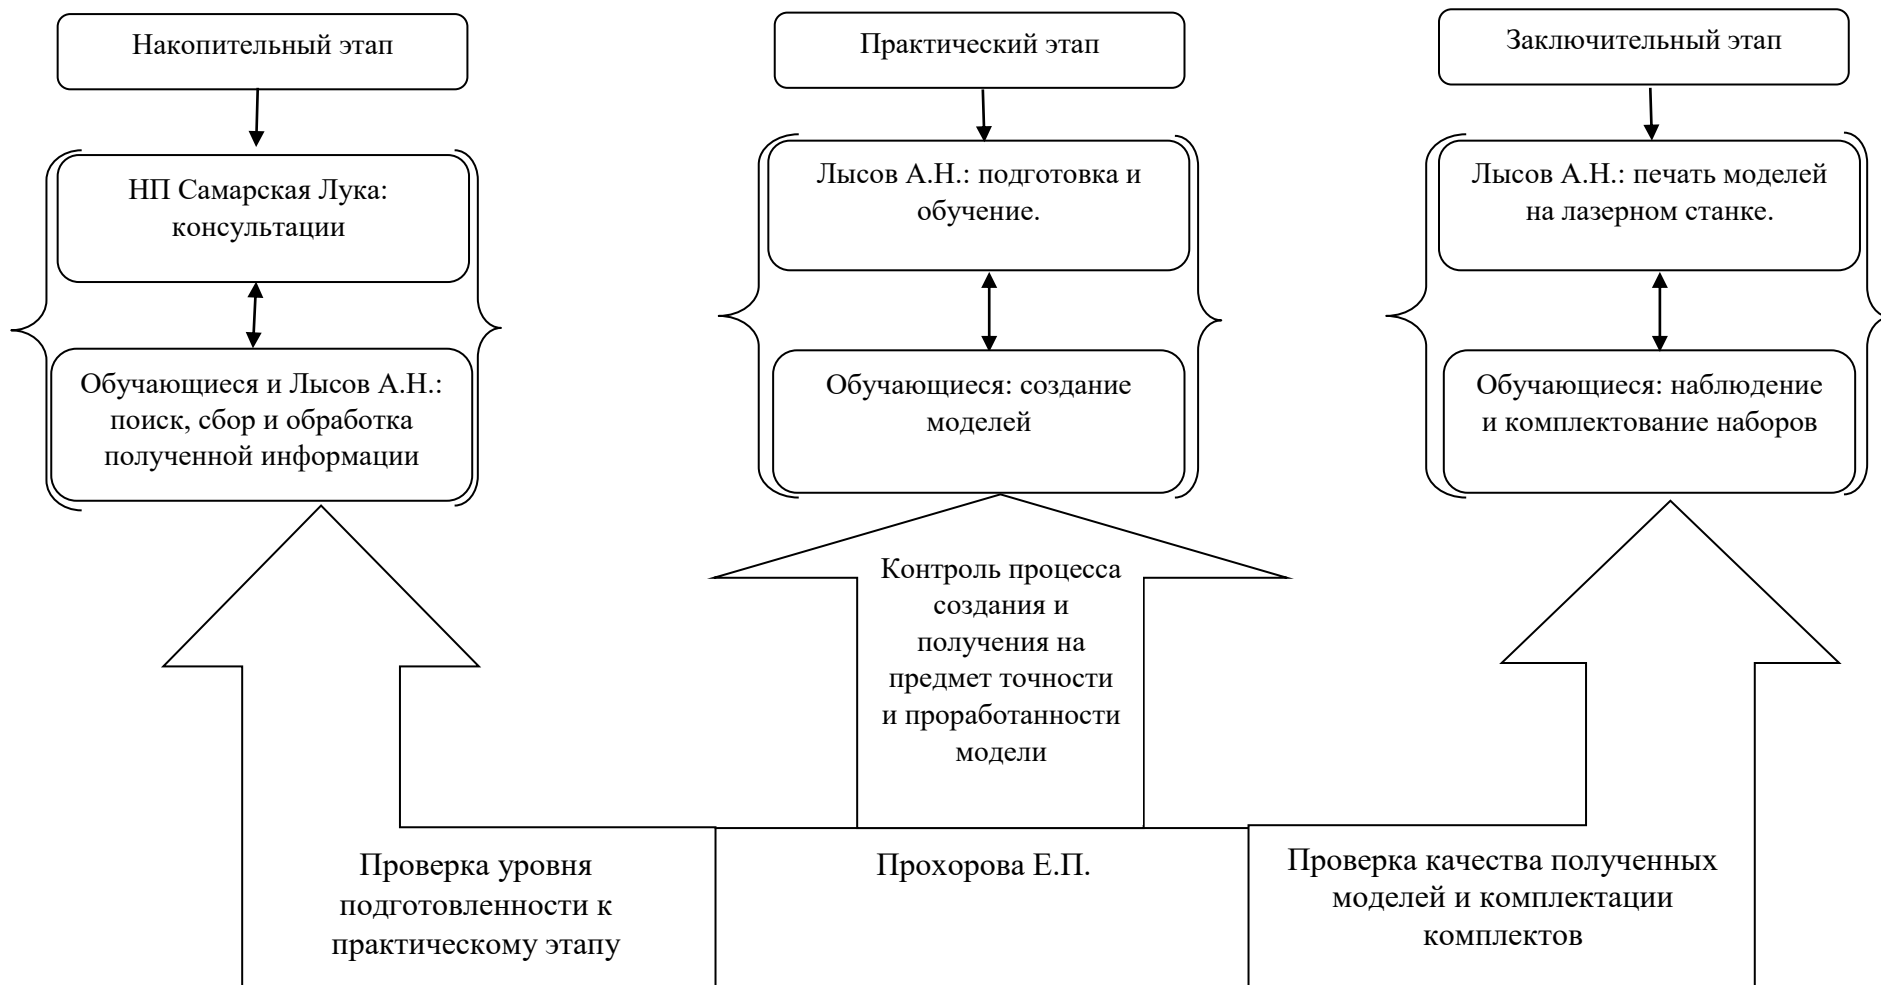 Накопительный этап
Практический этап
Заключительный этап
НП Самарская Лука:
консультации
Лысов А.Н.: подготовка и
обучение.
Лысов А.Н.: печать моделей
на лазерном станке.
Обучающиеся и Лысов А.Н.:
поиск, сбор и обработка
полученной информации
Обучающиеся: создание
моделей
Обучающиеся: наблюдение
и комплектование наборов
Контроль процесса
создания и
получения на
предмет точности
и проработанности
модели
Проверка уровня
подготовленности к
практическому этапу
Прохорова Е.П.
Проверка качества полученных
моделей и комплектации
комплектов